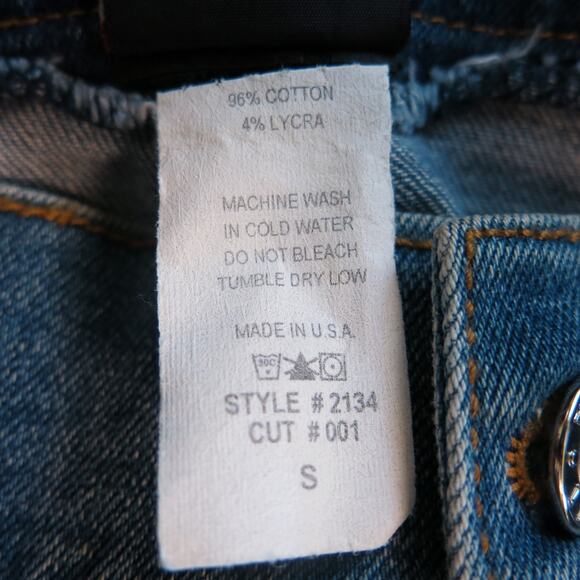 96% COTTON
4% LYCRA
MACHINE WASH
IN COLD WATER
DO NOT BLEACH
TUMBLE DRY LOW
MADE IN U.S.A.
STYLE # 2134
CUT # 001
S